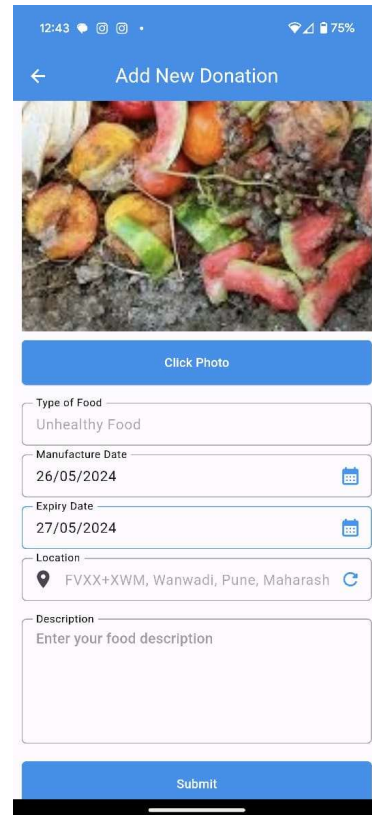 12:43
75%
Add New Donation
Click Photo
Type of Food
Unhealthy Food
Manufacture Date
26/05/2024
Expiry Date
27/05/2024
Location
FVXX+XWM, Wanwadi, Pune, Maharash
Description
Enter your food description
Submit